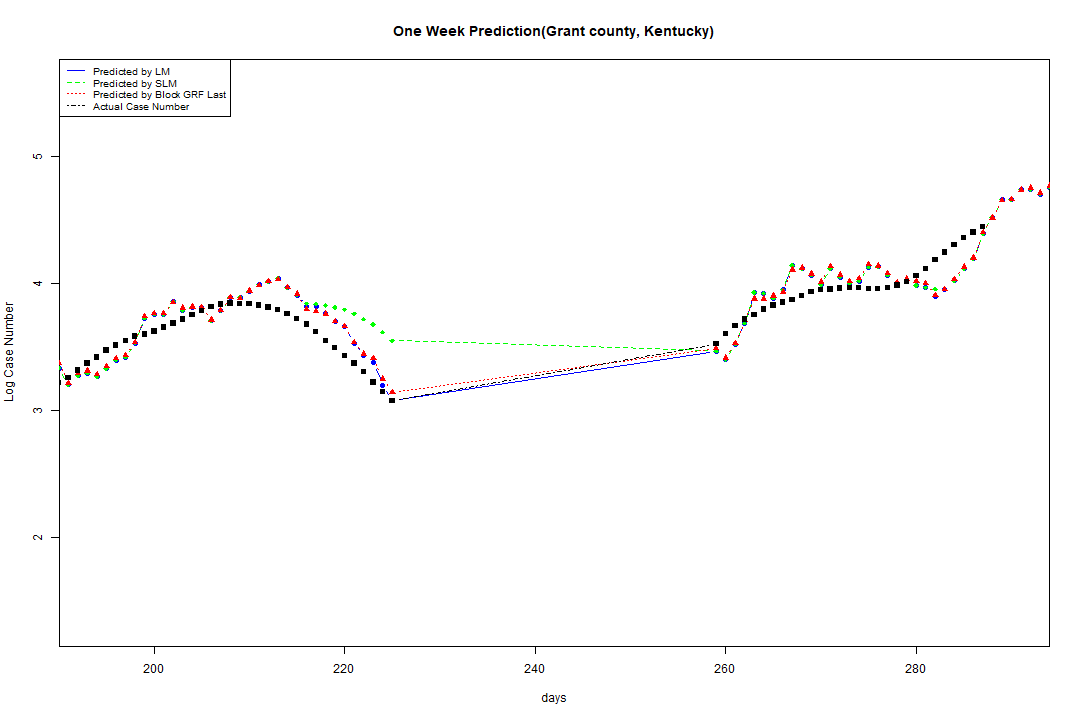 One Week Prediction(Grant county, Kentucky)
Predicted by LM
Predicted by SLM
Predicted by Block GRF Last
Actual Case Number
5
4
3
2
Log Case Number
200 220 240 260 280
days